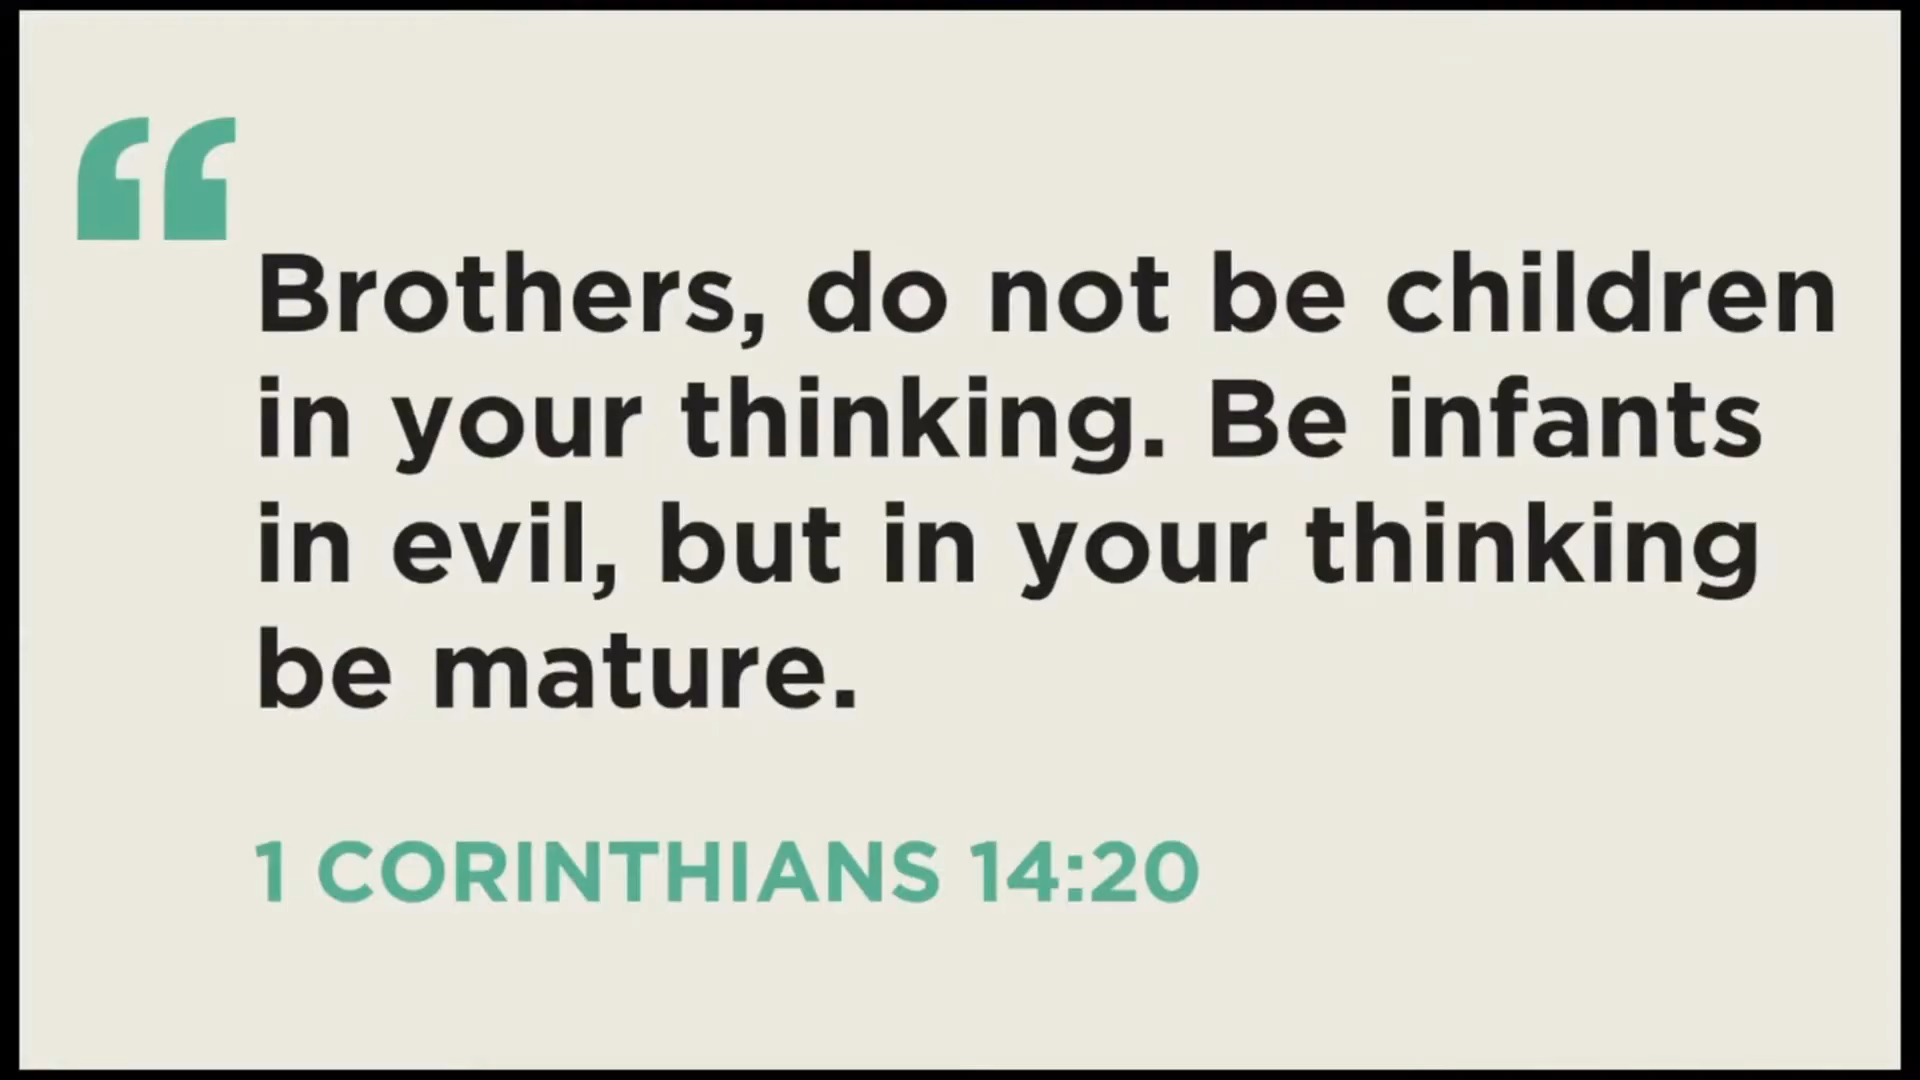 “
Brothers, do not be children
in your thinking. Be infants
in evil, but in your thinking
be mature.
1 CORINTHIANS 14:20